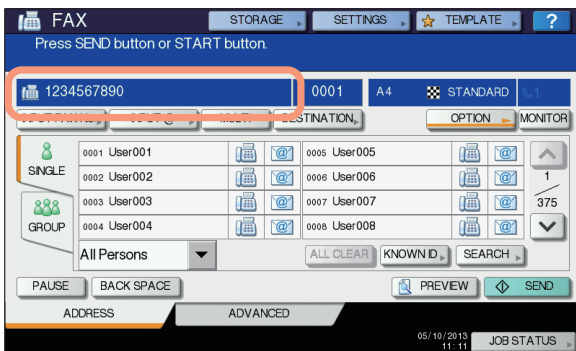 FAX STORAGE SETTINGS TEMPLATE ?
Press SEND button or START button.
1234567890 0001 A4 STANDARD 1
DESTINATION OPTION MONITOR
SINGLE
GROUP
0001 User001 0005 User005
0002 User002 0006 User006
0003 User003 0007 User007
0004 User004 0008 User008
1
375
All Persons ALL CLEAR KNOWN ID SEARCH
PAUSE BACK SPACE PREVIEW SEND
ADDRESS ADVANCED
05/10/2013
11:11 JOB STATUS